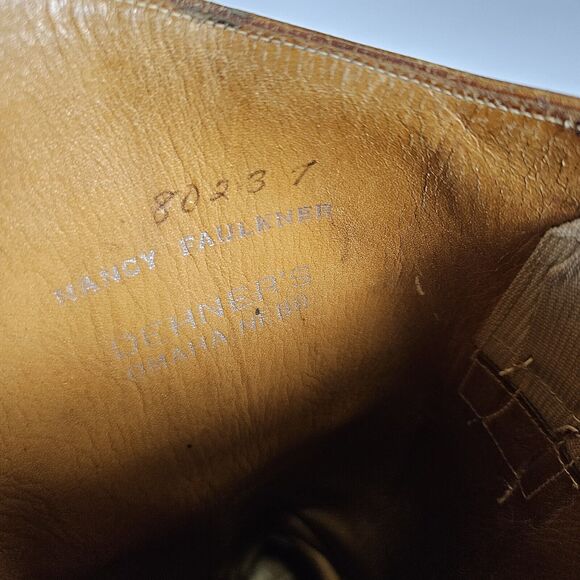 80231
NANCY FAULKNER
DEHNER'S
OMAHA NEBR